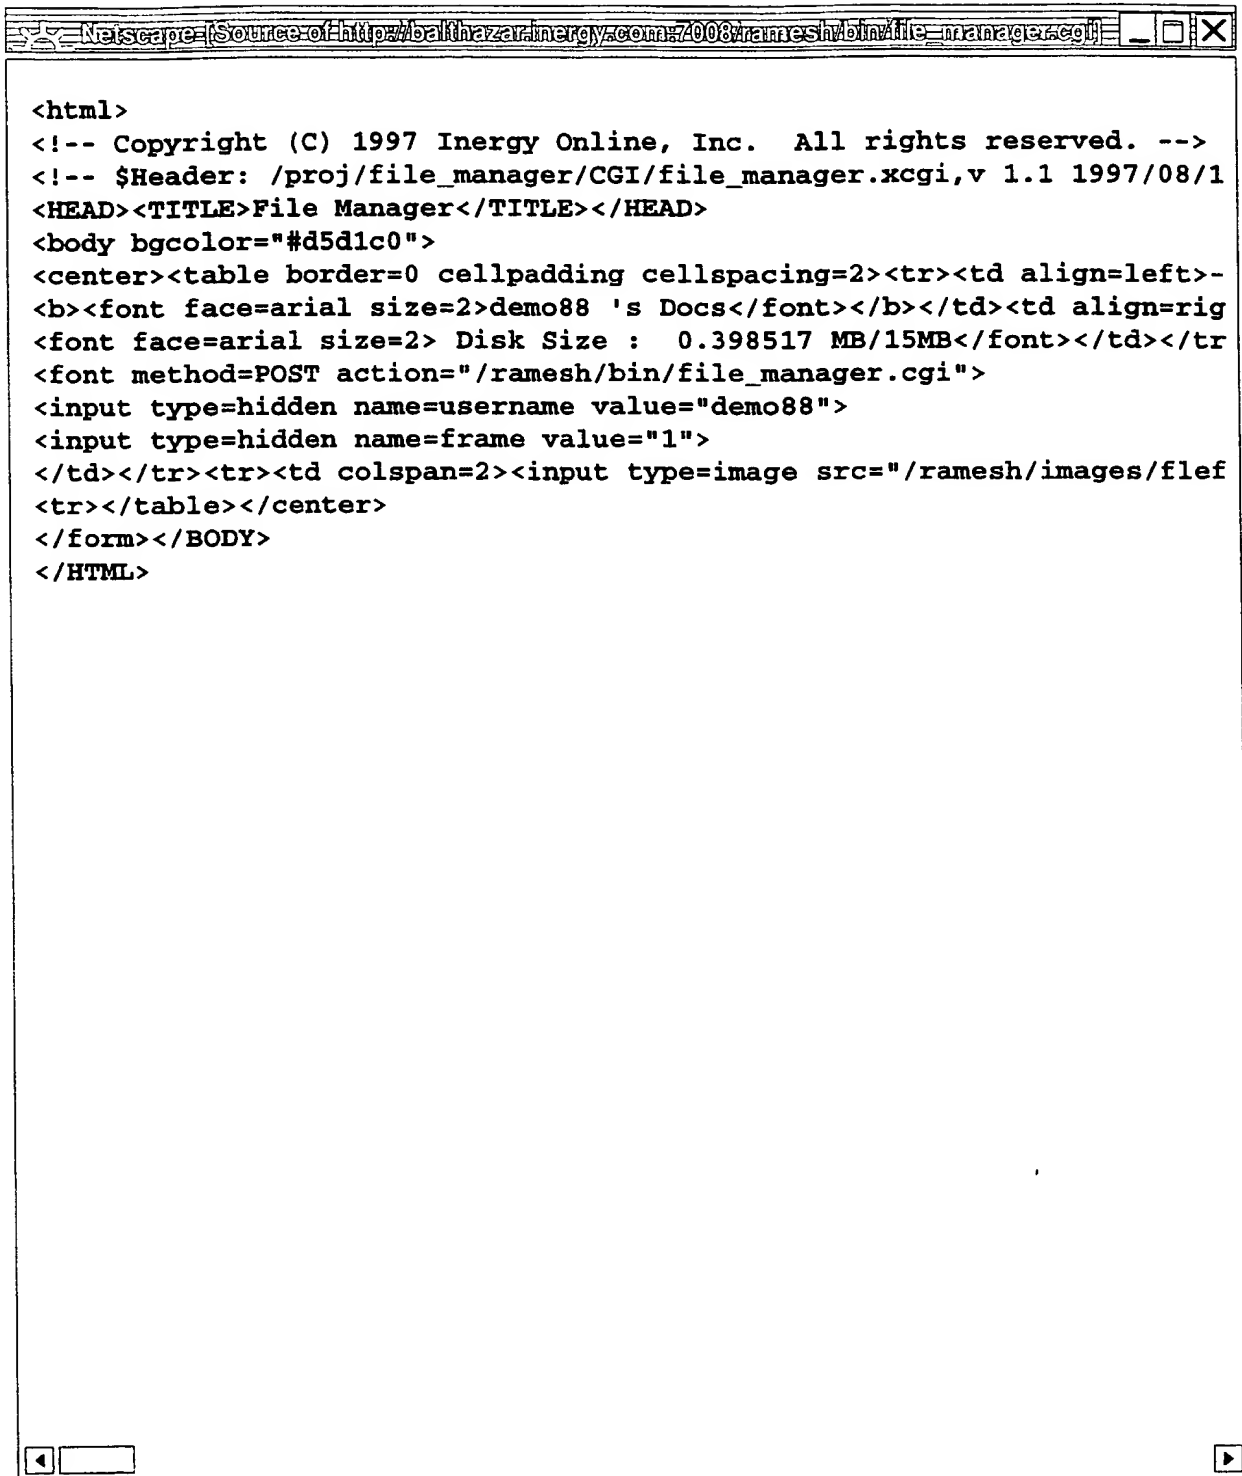 Netscape-[Source of http://balthazar.inergy.com:7008/ramesh/bin/file_manager.cgi]
<html>
<!-- Copyright (C) 1997 Inergy Online, Inc.  All rights reserved. -->
<!-- $Header: /proj/file_manager/CGI/file_manager.xcgi,v 1.1 1997/08/1
<HEAD><TITLE>File Manager</TITLE></HEAD>
<body bgcolor="#d5d1c0">
<center><table border=0 cellpadding cellspacing=2><tr><td align=left>-
<b><font face=arial size=2>demo88 's Docs</font></b></td><td align=rig
<font face=arial size=2> Disk Size :  0.398517 MB/15MB</font></td></tr
<font method=POST action="/ramesh/bin/file_manager.cgi">
<input type=hidden name=username value="demo88">
<input type=hidden name=frame value="1">
</td></tr><tr><td colspan=2><input type=image src="/ramesh/images/flef
<tr></table></center>
</form></BODY>
</HTML>